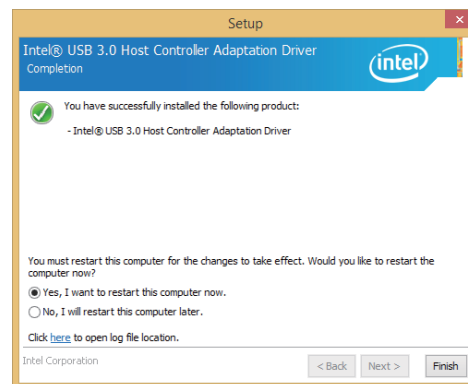 Setup
Intel® USB 3.0 Host Controller Adaptation Driver
Completion
intel
You have successfully installed the following product:
- Intel® USB 3.0 Host Controller Adaptation Driver
You must restart this computer for the changes to take effect. Would you like to restart the
computer now?
Yes, I want to restart this computer now.
No, I will restart this computer later.
Click here to open log file location.
Intel Corporation
< Back Next > Finish